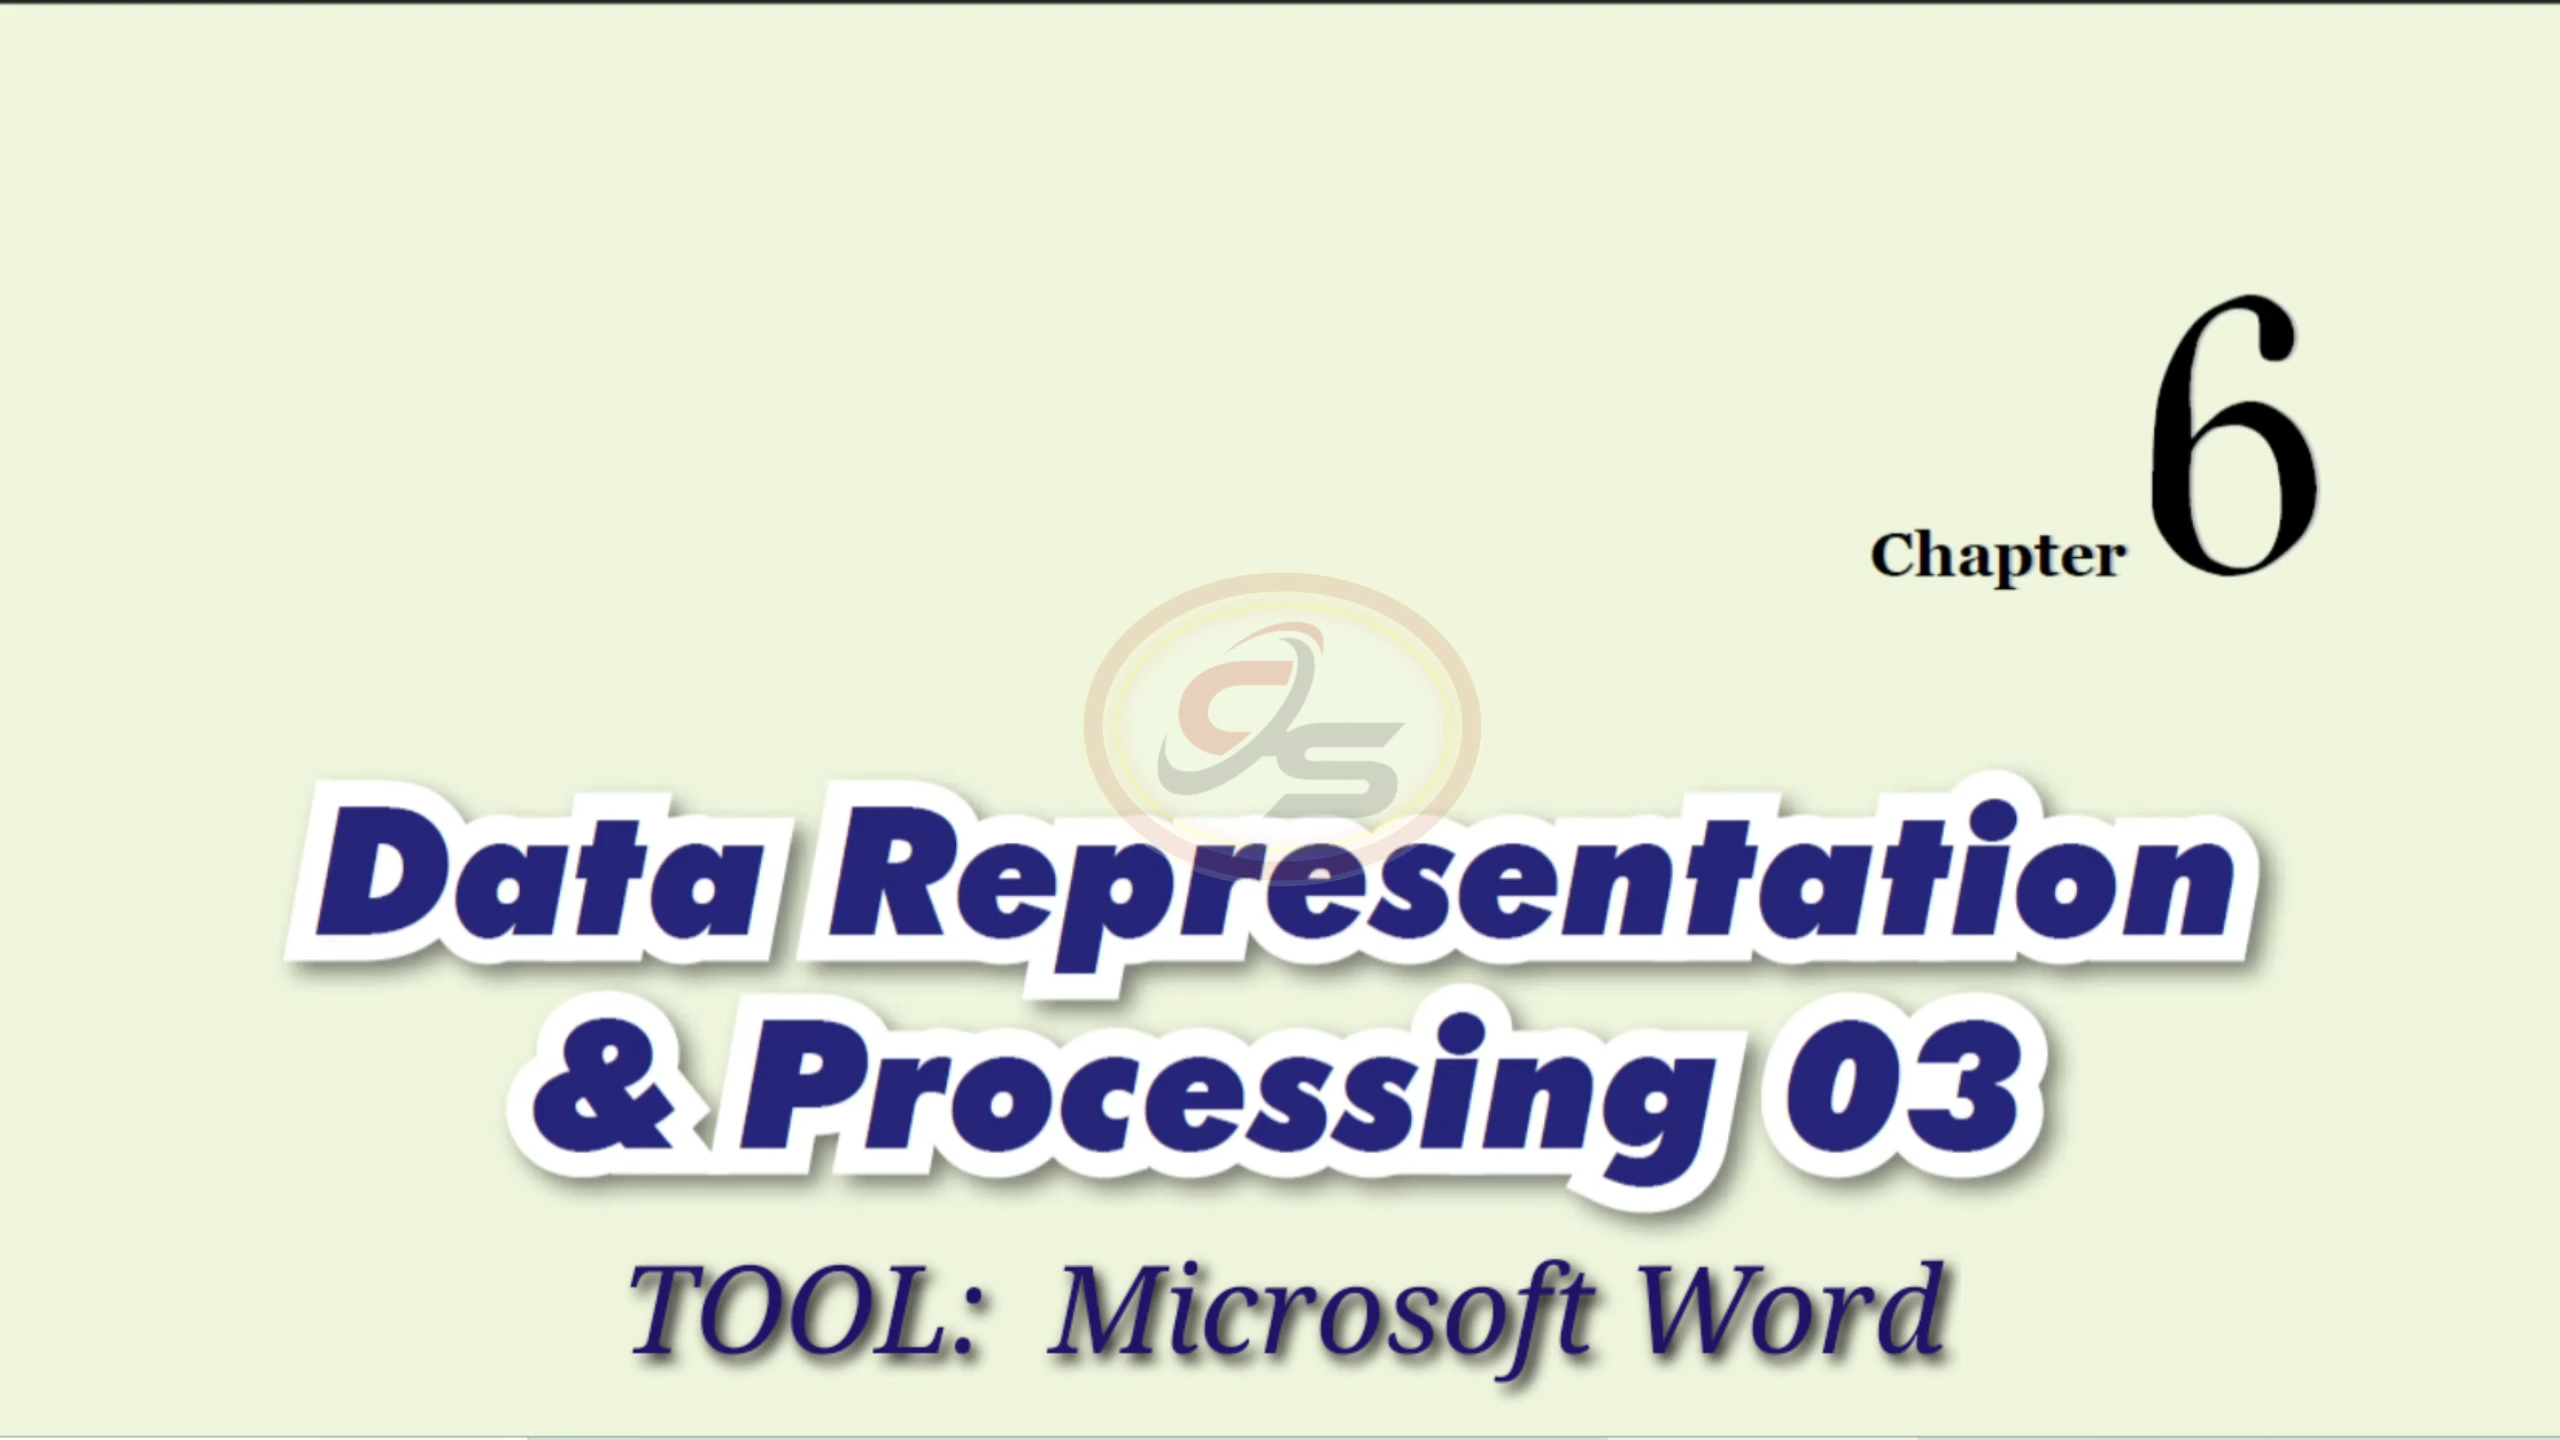 Chapter 6
Data Representation
& Processing 03
TOOL: Microsoft Word